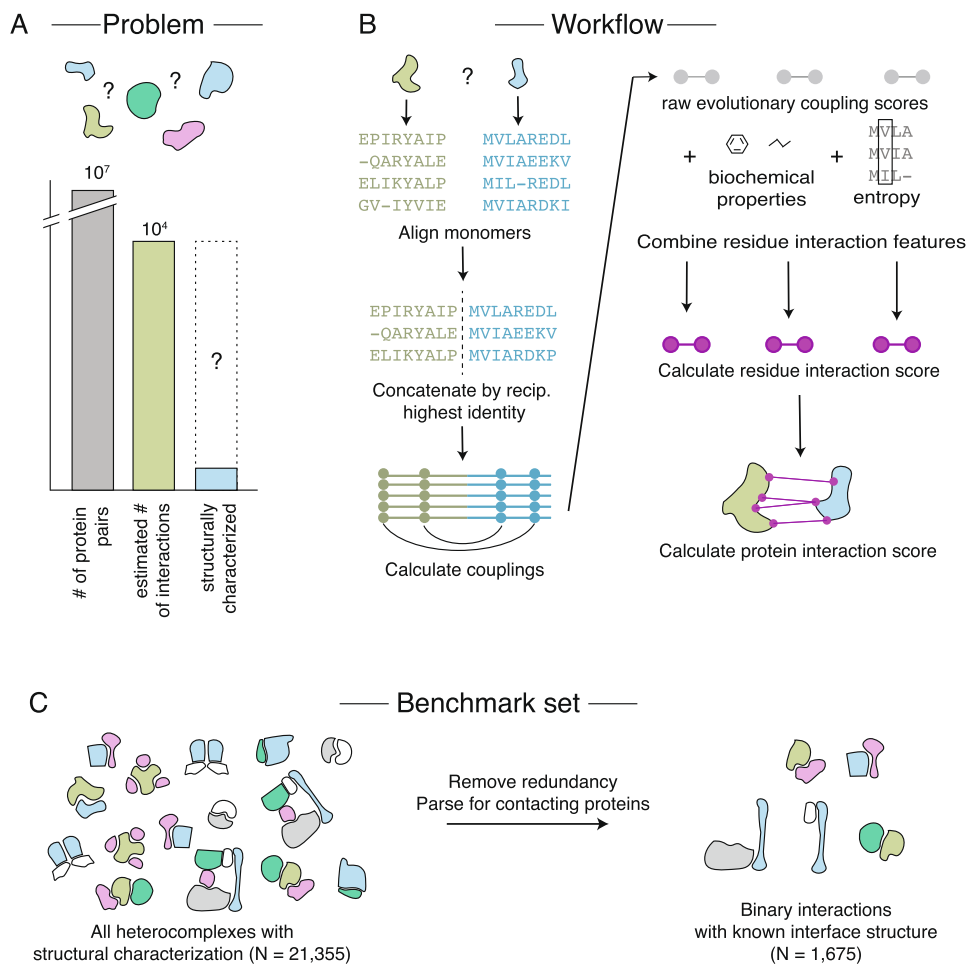 A
Problem
?
?
10⁷
10⁴
?
# of protein pairs
estimated # of interactions
structurally characterized
B
Workflow
?
EPIRYAIP MVLAREDL
-QARYALE MVIAEEKV
ELIKYALP MIL-REDL
GV-IYVIE MVIARDKI
Align monomers
EPIRYAIP MVLAREDL
-QARYALE MVIAEEKV
ELIKYALP MVIARDKP
Concatenate by recip.
highest identity
Calculate couplings
raw evolutionary coupling scores
+
biochemical
properties
+
MVLA
MVIA
MIL-
entropy
Combine residue interaction features
Calculate residue interaction score
Calculate protein interaction score
C
Benchmark set
All heterocomplexes with
structural characterization (N = 21,355)
Remove redundancy
Parse for contacting proteins
Binary interactions
with known interface structure
(N = 1,675)